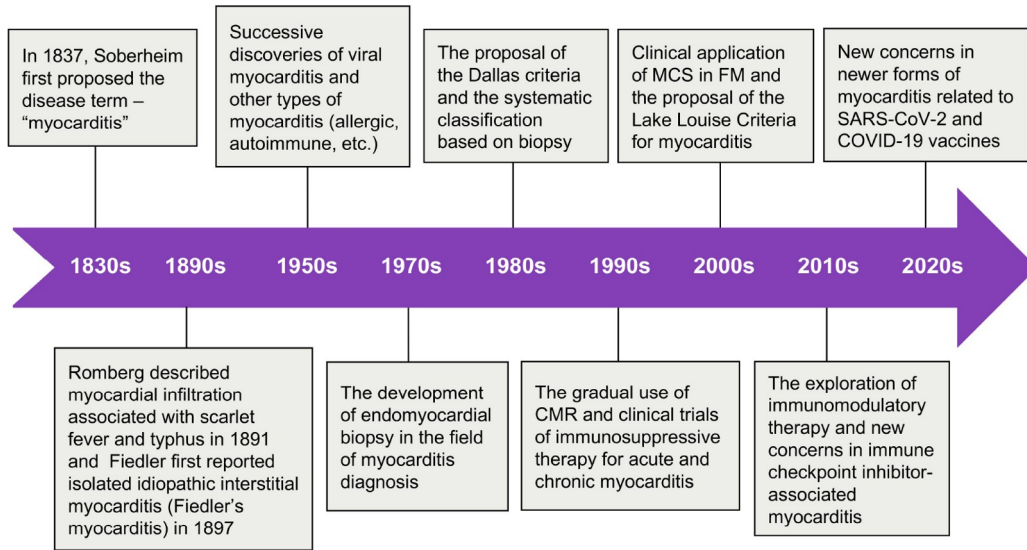 In 1837, Soberheim
first proposed the
disease term –
“myocarditis”
Successive
discoveries of viral
myocarditis and
other types of
myocarditis (allergic,
autoimmune, etc.)
The proposal of
the Dallas criteria
and the systematic
classification
based on biopsy
Clinical application
of MCS in FM and
the proposal of the
Lake Louise Criteria
for myocarditis
New concerns in
newer forms of
myocarditis related to
SARS-CoV-2 and
COVID-19 vaccines
1830s 1890s 1950s 1970s 1980s 1990s 2000s 2010s 2020s
Romberg described
myocardial infiltration
associated with scarlet
fever and typhus in 1891
and Fiedler first reported
isolated idiopathic interstitial
myocarditis (Fiedler’s
myocarditis) in 1897
The development
of endomyocardial
biopsy in the field
of myocarditis
diagnosis
The gradual use of
CMR and clinical trials
of immunosuppressive
therapy for acute and
chronic myocarditis
The exploration of
immunomodulatory
therapy and new
concerns in immune
checkpoint inhibitor-
associated
myocarditis